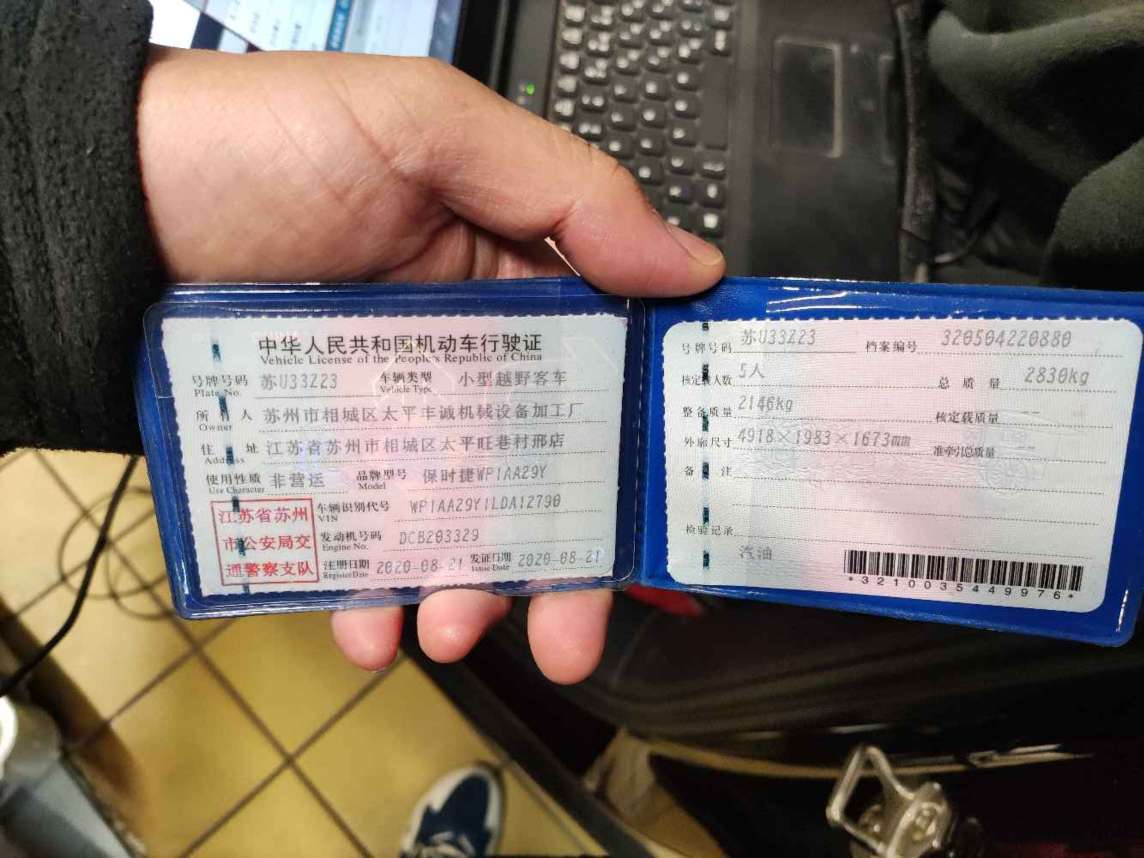 中华人民共和国机动车行驶证
Vehicle License of the People's Republic of China
号牌号码 苏U33Z23 车辆类型 小型越野客车
Plate No. Vehicle Type
所有人 苏州市相城区太平丰诚机械设备加工厂
Owner
住址 江苏省苏州市相城区太平旺巷村邢店
Address
使用性质 非营运 品牌型号 保时捷WP1AA29Y
Use Character Model
江苏省苏州
市公安局交
通警察支队
车辆识别代号 WP1AA29Y1LDA12790
VIN
发动机号码 DCB203329
Engine No.
注册日期 2020-08-21 发证日期 2020-08-21
Register Date Issue Date
号牌号码 苏U33Z23 档案编号 320504220880
核定载人数 5人 总质量 2830kg
整备质量 2146kg 核定载质量 --
外廓尺寸 4918×1983×1673mm 准牵引总质量 --
备注
检验记录
汽油
*3210035449976*